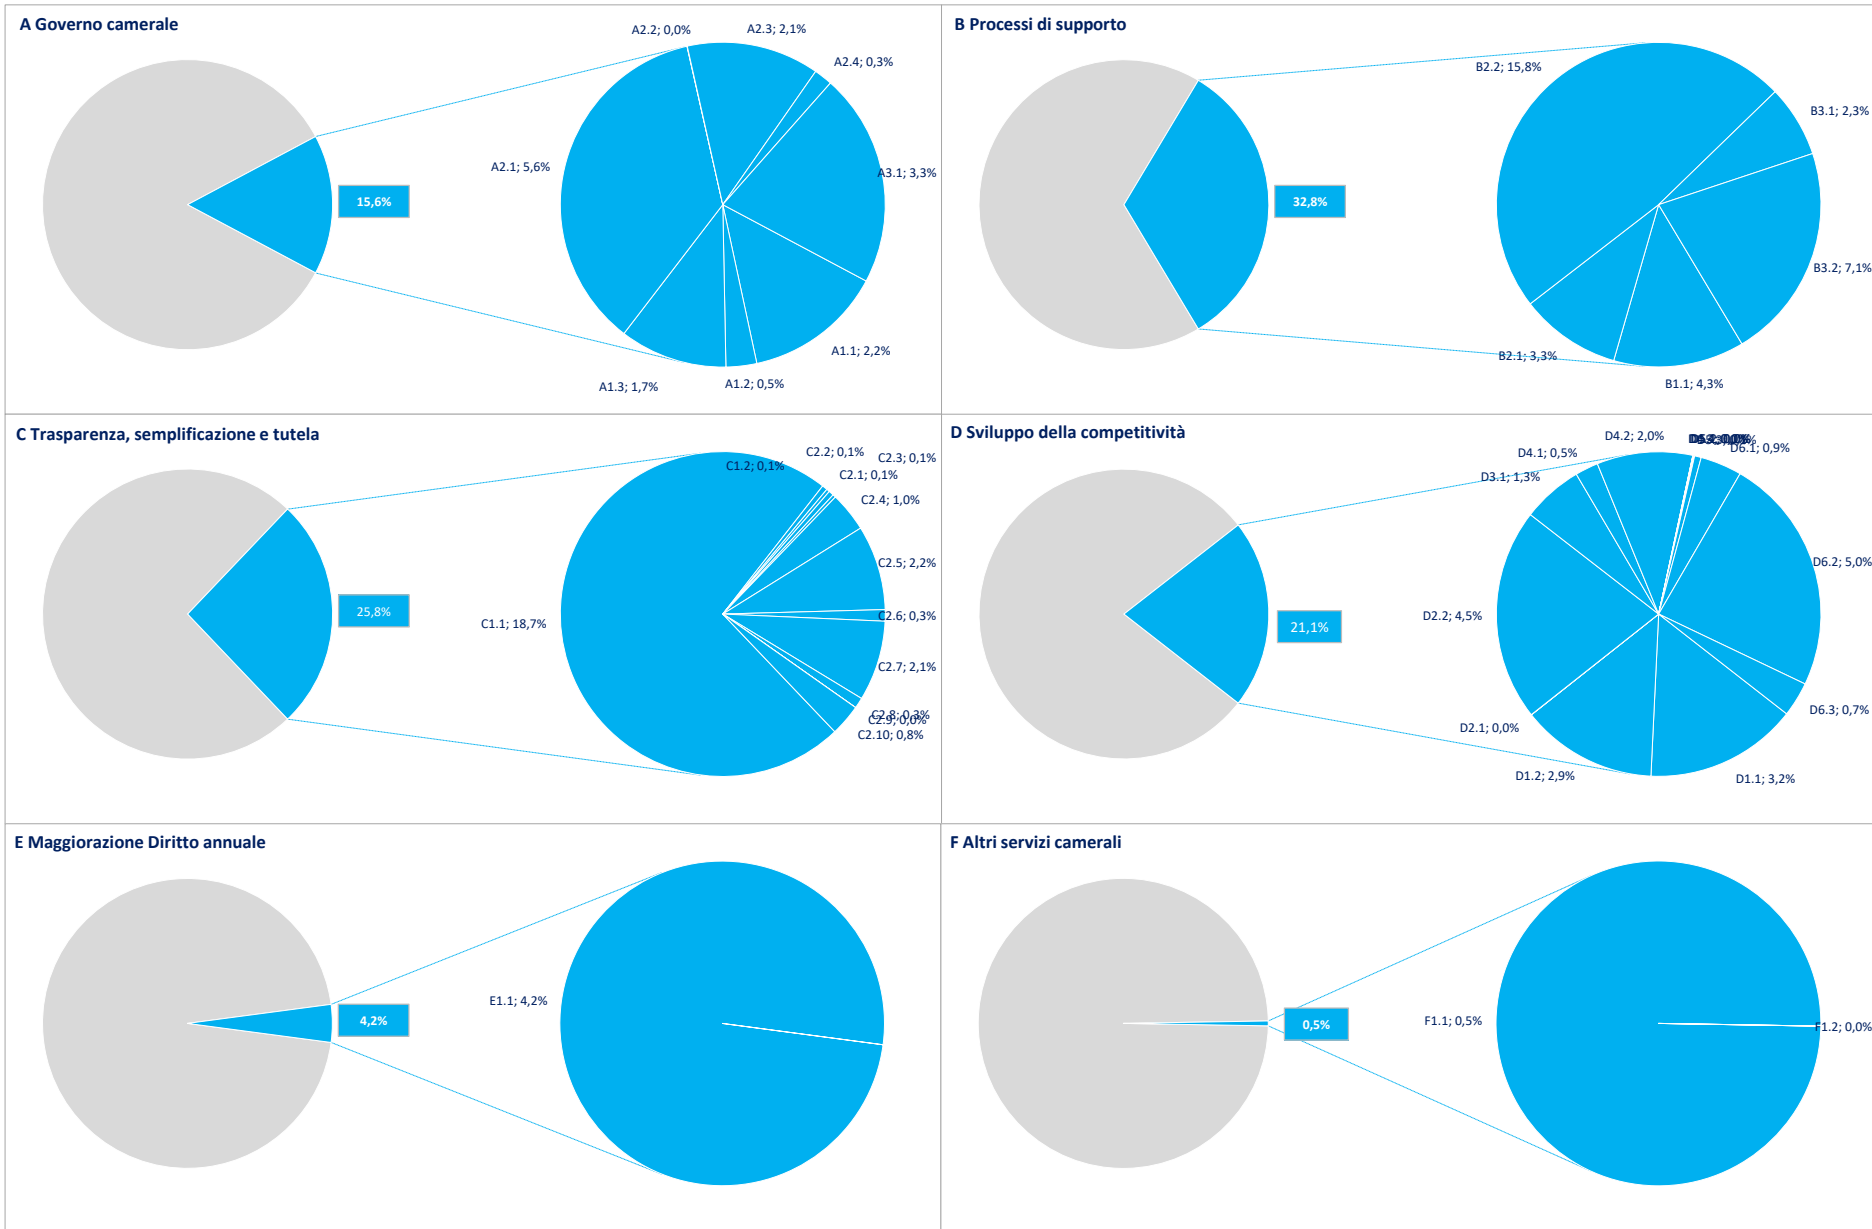 A Governo camerale
A2.2; 0,0%
A2.3; 2,1%
A2.4; 0,3%
A2.1; 5,6%
A3.1; 3,3%
15,6%
A1.1; 2,2%
A1.3; 1,7%
A1.2; 0,5%
B Processi di supporto
B2.2; 15,8%
B3.1; 2,3%
32,8%
B3.2; 7,1%
B2.1; 3,3%
B1.1; 4,3%
C Trasparenza, semplificazione e tutela
C2.2; 0,1%
C2.3; 0,1%
C1.2; 0,1%
C2.1; 0,1%
C2.4; 1,0%
C2.5; 2,2%
25,8%
C2.6; 0,3%
C1.1; 18,7%
C2.7; 2,1%
C2.8; 0,3%
C2.9; 0,0%
C2.10; 0,8%
D Sviluppo della competitività
D4.2; 2,0%
D6.1; 0,9%
D4.1; 0,5%
D3.1; 1,3%
D6.2; 5,0%
D2.2; 4,5%
21,1%
D6.3; 0,7%
D2.1; 0,0%
D1.2; 2,9%
D1.1; 3,2%
E Maggiorazione Diritto annuale
E1.1; 4,2%
4,2%
F Altri servizi camerali
0,5%
F1.1; 0,5%
F1.2; 0,0%